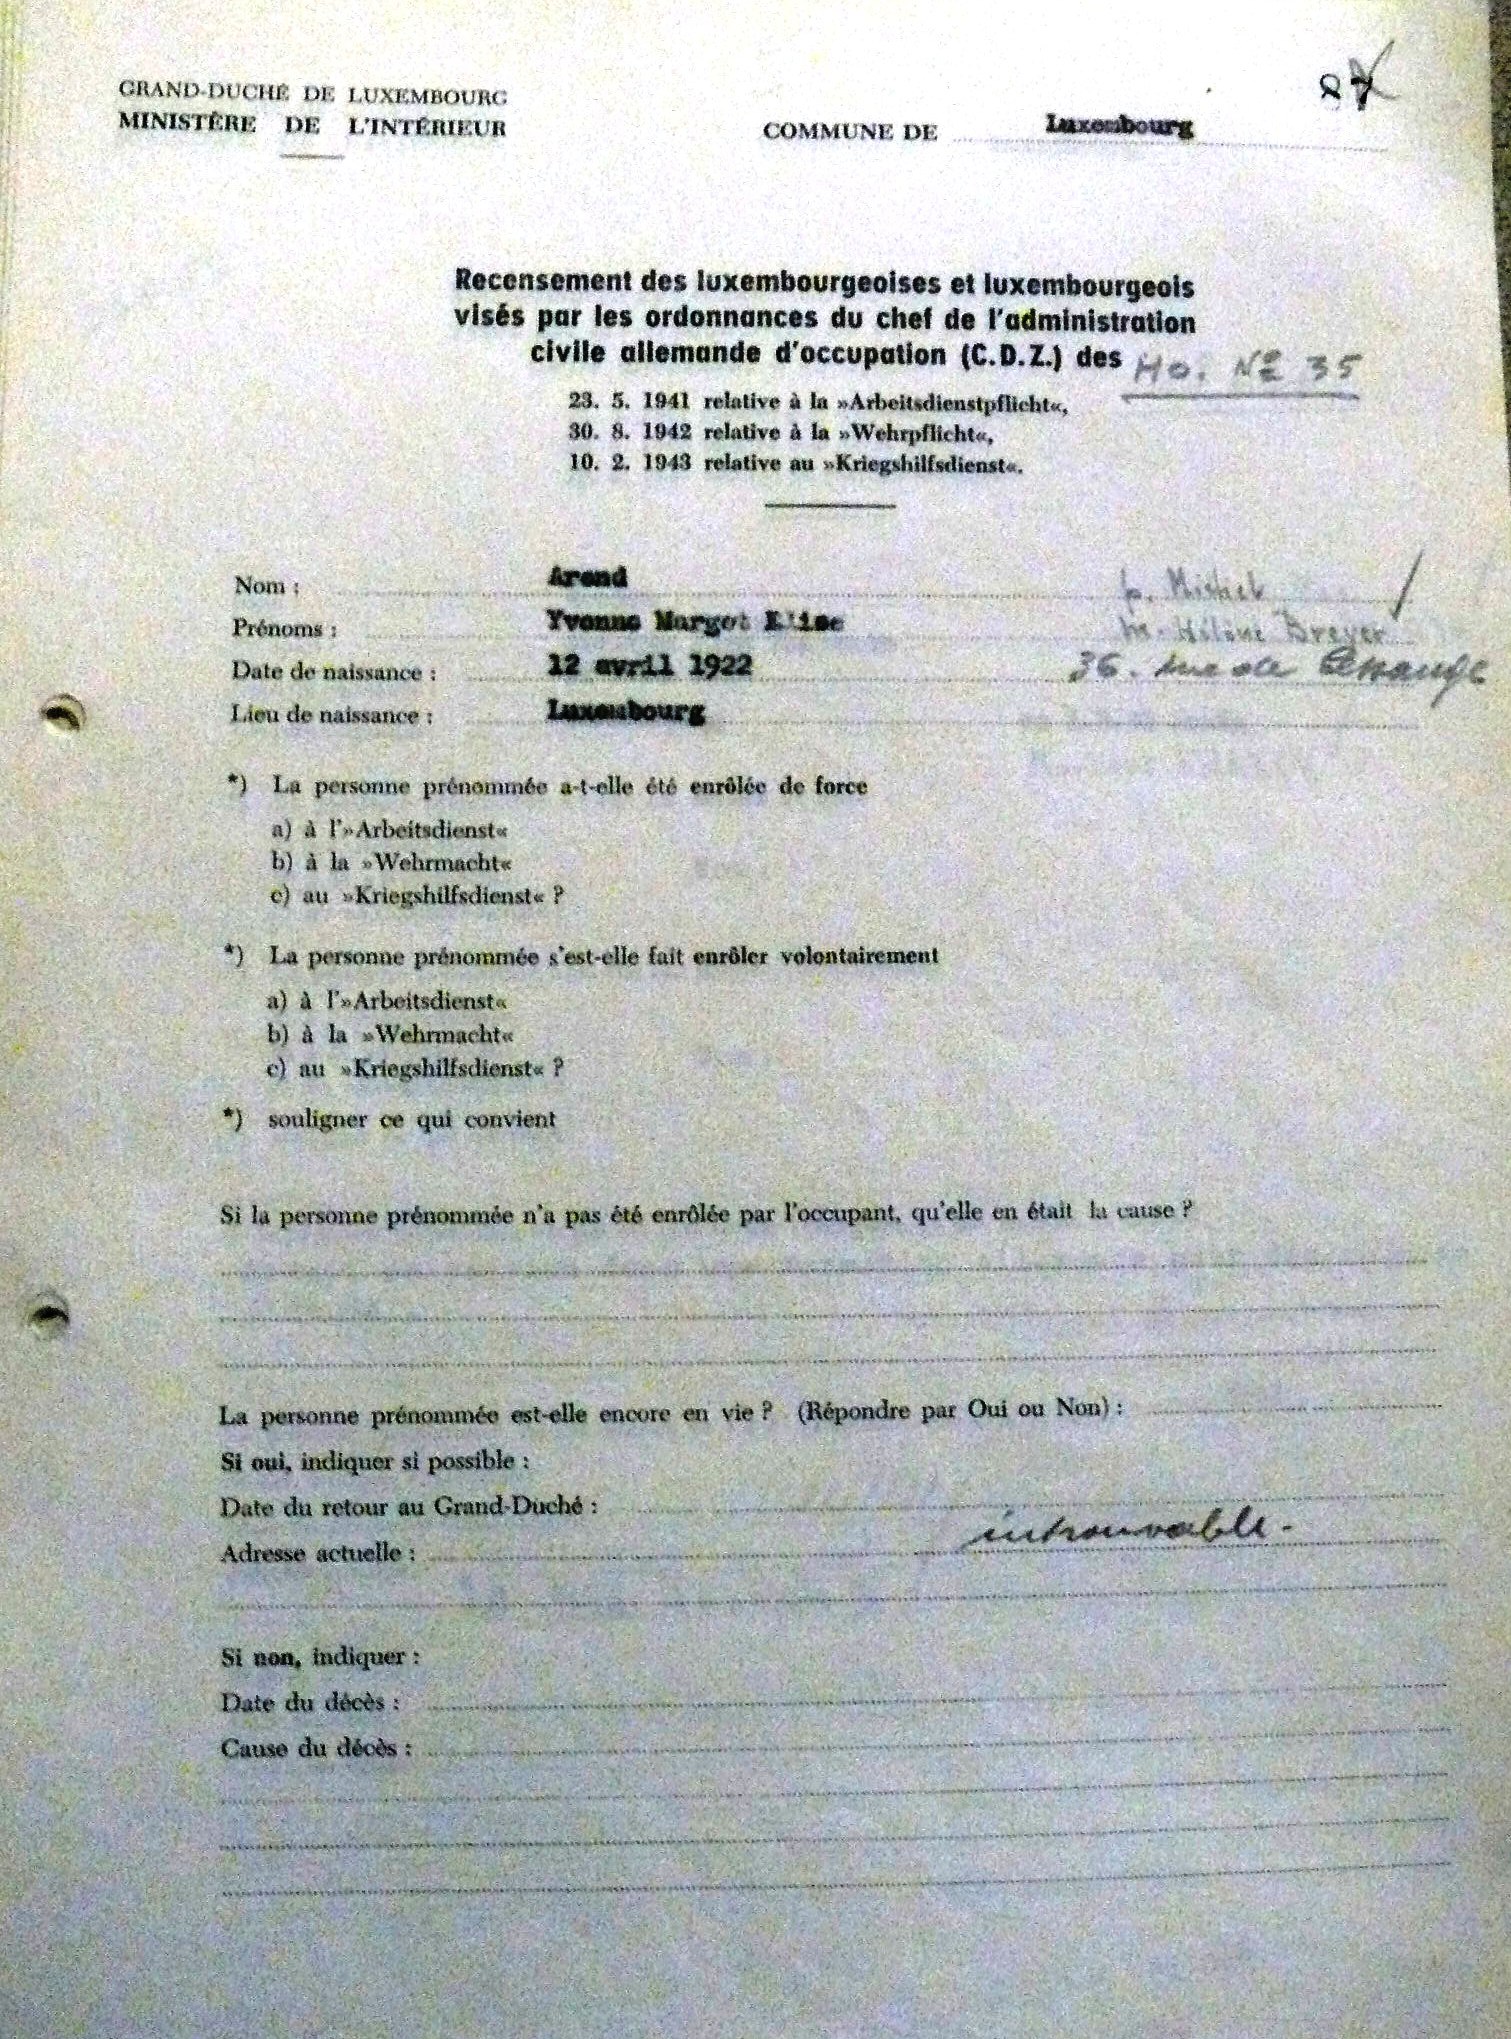 GRAND-DUCHÉ DE LUXEMBOURG
MINISTÈRE DE L'INTÉRIEUR
87
COMMUNE DE Luxembourg
Recensement des luxembourgeoises et luxembourgeois
visés par les ordonnances du chef de l'administration
civile allemande d'occupation (C.D.Z.) des
Ho. № 35
23. 5. 1941 relative à la »Arbeitsdienstpflicht«,
30. 8. 1942 relative à la »Wehrpflicht«,
10. 2. 1943 relative au »Kriegshilfsdienst«.
Nom : Arend p. Michel
Prénoms : Yvonne Margot Elise m. Hélène Breyer
Date de naissance : 12 avril 1922 36. rue de
Lieu de naissance : Luxembourg
*) La personne prénommée a-t-elle été enrôlée de force
a) à l'»Arbeitsdienst«
b) à la »Wehrmacht«
c) au »Kriegshilfsdienst« ?
*) La personne prénommée s'est-elle fait enrôler volontairement
a) à l'»Arbeitsdienst«
b) à la »Wehrmacht«
c) au »Kriegshilfsdienst« ?
*) souligner ce qui convient
Si la personne prénommée n'a pas été enrôlée par l'occupant, qu'elle en était la cause ?
La personne prénommée est-elle encore en vie ? (Répondre par Oui ou Non) :
Si oui, indiquer si possible :
Date du retour au Grand-Duché :
Adresse actuelle : introuvable.
Si non, indiquer :
Date du décès :
Cause du décès :